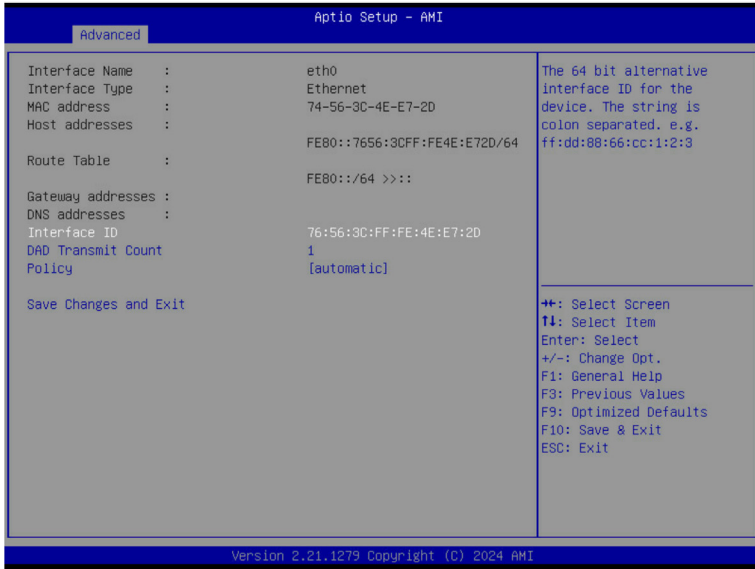 Aptio Setup – AMI
Advanced
Interface Name : eth0
Interface Type : Ethernet
MAC address : 74-56-3C-4E-E7-2D
Host addresses :
FE80::7656:3CFF:FE4E:E72D/64
Route Table :
FE80::/64 >>::
Gateway addresses :
DNS addresses :
Interface ID 76:56:3C:FF:FE:4E:E7:2D
DAD Transmit Count 1
Policy [automatic]
Save Changes and Exit
The 64 bit alternative
interface ID for the
device. The string is
colon separated. e.g.
ff:dd:88:66:cc:1:2:3
→←: Select Screen
↑↓: Select Item
Enter: Select
+/-: Change Opt.
F1: General Help
F3: Previous Values
F9: Optimized Defaults
F10: Save & Exit
ESC: Exit
Version 2.21.1279 Copyright (C) 2024 AMI